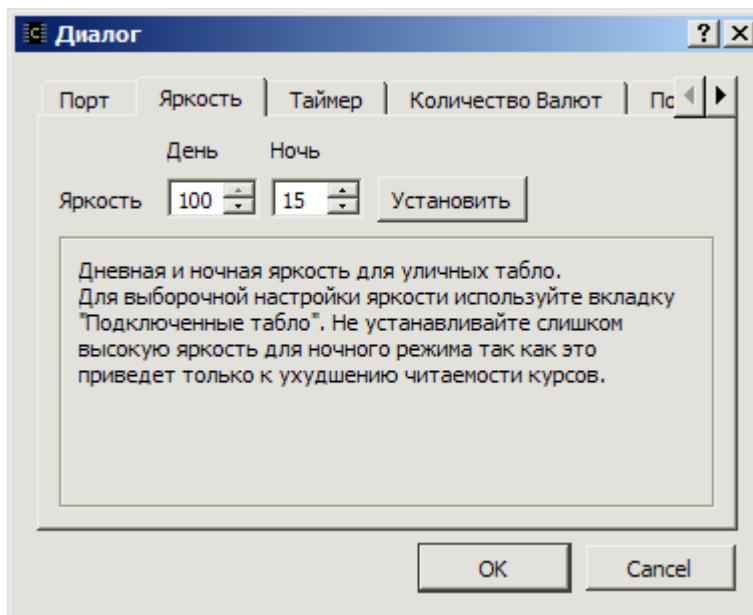 Диалог
Порт Яркость Таймер Количество Валют По
День Ночь
Яркость 100 15 Установить
Дневная и ночная яркость для уличных табло.
Для выборочной настройки яркости используйте вкладку
"Подключенные табло". Не устанавливайте слишком
высокую яркость для ночного режима так как это
приведет только к ухудшению читаемости курсов.
OK Cancel